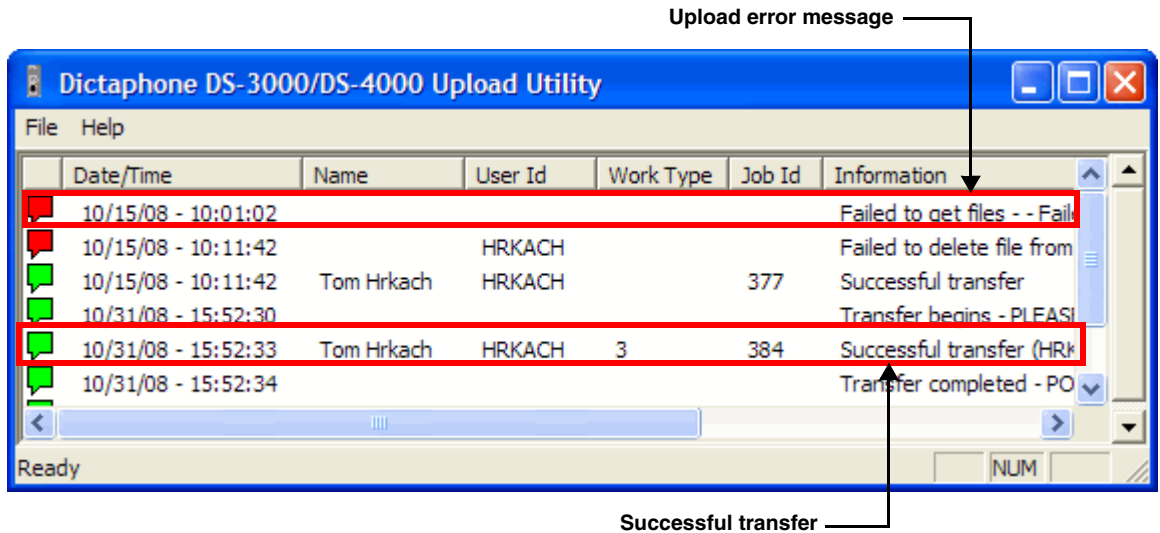 Upload error message
Dictaphone DS-3000/DS-4000 Upload Utility
File Help
Date/Time Name User Id Work Type Job Id Information
10/15/08 - 10:01:02 Failed to get files - - Faile
10/15/08 - 10:11:42 HRKACH Failed to delete file from
10/15/08 - 10:11:42 Tom Hrkach HRKACH 377 Successful transfer
10/31/08 - 15:52:30 Transfer begins - PLEASE
10/31/08 - 15:52:33 Tom Hrkach HRKACH 3 384 Successful transfer (HRK
10/31/08 - 15:52:34 Transfer completed - PO
Ready NUM
Successful transfer